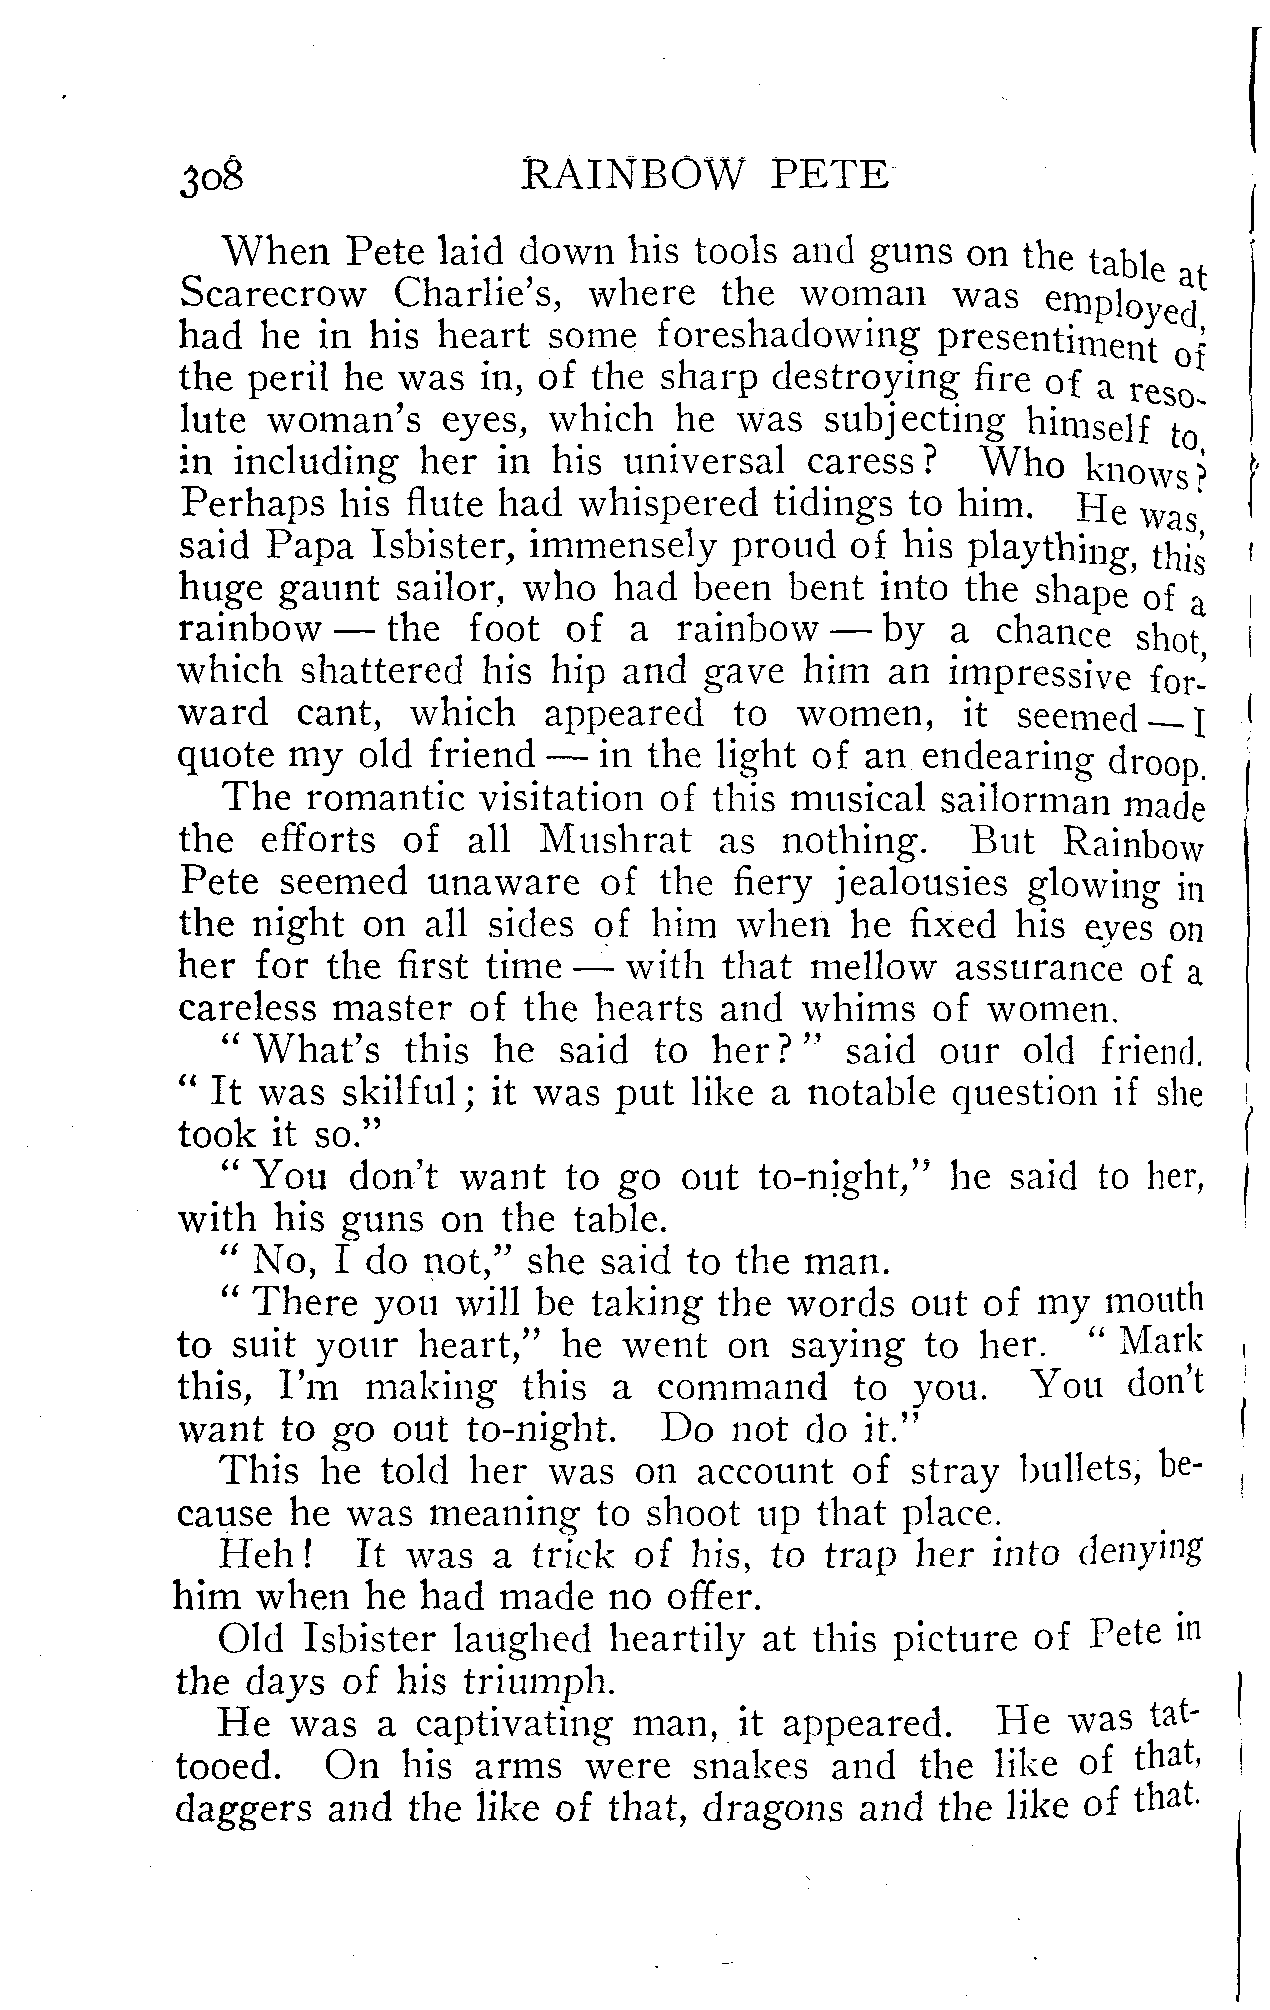 308 RAINBOW PETE
When Pete laid down his tools and guns on the table at
Scarecrow Charlie's, where the woman was employed,
had he in his heart some foreshadowing presentiment of
the peril he was in, of the sharp destroying fire of a reso-
lute woman's eyes, which he was subjecting himself to,
in including her in his universal caress? Who knows?
Perhaps his flute had whispered tidings to him. He was,
said Papa Isbister, immensely proud of his plaything, this
huge gaunt sailor, who had been bent into the shape of a
rainbow — the foot of a rainbow — by a chance shot,
which shattered his hip and gave him an impressive for-
ward cant, which appeared to women, it seemed — I
quote my old friend — in the light of an endearing droop.
The romantic visitation of this musical sailorman made
the efforts of all Mushrat as nothing. But Rainbow
Pete seemed unaware of the fiery jealousies glowing in
the night on all sides of him when he fixed his eyes on
her for the first time — with that mellow assurance of a
careless master of the hearts and whims of women.
" What's this he said to her? " said our old friend.
" It was skilful; it was put like a notable question if she
took it so."
" You don't want to go out to-night," he said to her,
with his guns on the table.
" No, I do not," she said to the man.
" There you will be taking the words out of my mouth
to suit your heart," he went on saying to her. " Mark
this, I'm making this a command to you. You don't
want to go out to-night. Do not do it."
This he told her was on account of stray bullets, be-
cause he was meaning to shoot up that place.
Heh! It was a trick of his, to trap her into denying
him when he had made no offer.
Old Isbister laughed heartily at this picture of Pete in
the days of his triumph.
He was a captivating man, it appeared. He was tat-
tooed. On his arms were snakes and the like of that,
daggers and the like of that, dragons and the like of that.